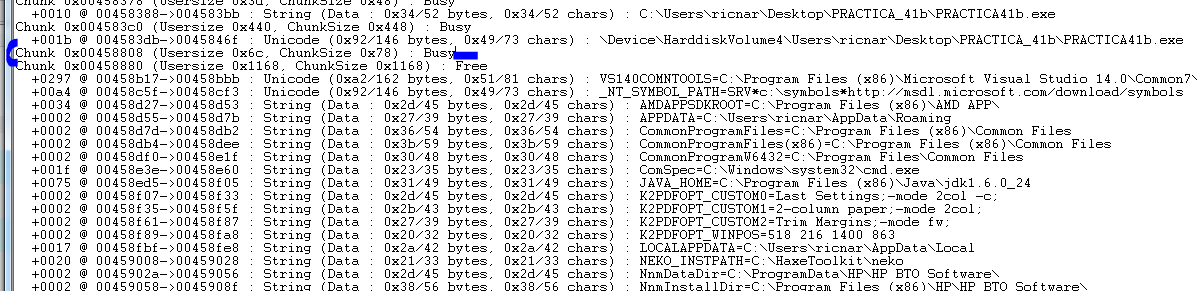 Chunk 0x00458378 (Usersize 0x3d, ChunkSize 0x48) : Busy
+0010 @ 00458388->004583bb : String (Data : 0x34/52 bytes, 0x34/52 chars) : C:\Users\ricnar\Desktop\PRACTICA_41b\PRACTICA41b.exe
Chunk 0x004583c0 (Usersize 0x440, ChunkSize 0x448) : Busy
+001b @ 004583db->0045846f : Unicode (0x92/146 bytes, 0x49/73 chars) : \Device\HarddiskVolume4\Users\ricnar\Desktop\PRACTICA_41b\PRACTICA41b.exe
Chunk 0x00458808 (Usersize 0x6c, ChunkSize 0x78) : Busy
Chunk 0x00458880 (Usersize 0x1168, ChunkSize 0x1168) : Free
+0297 @ 00458b17->00458bbb : Unicode (0xa2/162 bytes, 0x51/81 chars) : VS140COMNTOOLS=C:\Program Files (x86)\Microsoft Visual Studio 14.0\Common7\
+00a4 @ 00458c5f->00458cf3 : Unicode (0x92/146 bytes, 0x49/73 chars) : _NT_SYMBOL_PATH=SRV*c:\symbols*http://msdl.microsoft.com/download/symbols
+0034 @ 00458d27->00458d53 : String (Data : 0x2d/45 bytes, 0x2d/45 chars) : AMDAPPSDKROOT=C:\Program Files (x86)\AMD APP\
+0002 @ 00458d55->00458d7b : String (Data : 0x27/39 bytes, 0x27/39 chars) : APPDATA=C:\Users\ricnar\AppData\Roaming
+0002 @ 00458d7d->00458db2 : String (Data : 0x36/54 bytes, 0x36/54 chars) : CommonProgramFiles=C:\Program Files (x86)\Common Files
+0002 @ 00458db4->00458dee : String (Data : 0x3b/59 bytes, 0x3b/59 chars) : CommonProgramFiles(x86)=C:\Program Files (x86)\Common Files
+0002 @ 00458df0->00458e1f : String (Data : 0x30/48 bytes, 0x30/48 chars) : CommonProgramW6432=C:\Program Files\Common Files
+001f @ 00458e3e->00458e60 : String (Data : 0x23/35 bytes, 0x23/35 chars) : ComSpec=C:\Windows\system32\cmd.exe
+0075 @ 00458ed5->00458f05 : String (Data : 0x31/49 bytes, 0x31/49 chars) : JAVA_HOME=C:\Program Files (x86)\Java\jdk1.6.0_24
+0002 @ 00458f07->00458f33 : String (Data : 0x2d/45 bytes, 0x2d/45 chars) : K2PDFOPT_CUSTOM0=Last Settings;-mode 2col -c;
+0002 @ 00458f35->00458f5f : String (Data : 0x2b/43 bytes, 0x2b/43 chars) : K2PDFOPT_CUSTOM1=2-column paper;-mode 2col;
+0002 @ 00458f61->00458f87 : String (Data : 0x27/39 bytes, 0x27/39 chars) : K2PDFOPT_CUSTOM2=Trim Margins;-mode fw;
+0002 @ 00458f89->00458fa8 : String (Data : 0x20/32 bytes, 0x20/32 chars) : K2PDFOPT_WINPOS=518 216 1400 863
+0017 @ 00458fbf->00458fe8 : String (Data : 0x2a/42 bytes, 0x2a/42 chars) : LOCALAPPDATA=C:\Users\ricnar\AppData\Local
+0020 @ 00459008->00459028 : String (Data : 0x21/33 bytes, 0x21/33 chars) : NEKO_INSTPATH=C:\HaxeToolkit\neko
+0002 @ 0045902a->00459056 : String (Data : 0x2d/45 bytes, 0x2d/45 chars) : NnmDataDir=C:\ProgramData\HP\HP BTO Software\
+0002 @ 00459058->0045908f : String (Data : 0x38/56 bytes, 0x38/56 chars) : NnmInstallDir=C:\Program Files (x86)\HP\HP BTO Software\